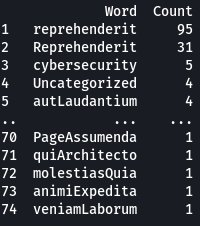 Word Count
1 reprehenderit 95
2 Reprehenderit 31
3 cybersecurity 5
4 Uncategorized 4
5 autLaudantium 4
.. ... ...
70 PageAssumenda 1
71 quiArchitecto 1
72 molestiasQuia 1
73 animiExpedita 1
74 veniamLaborum 1